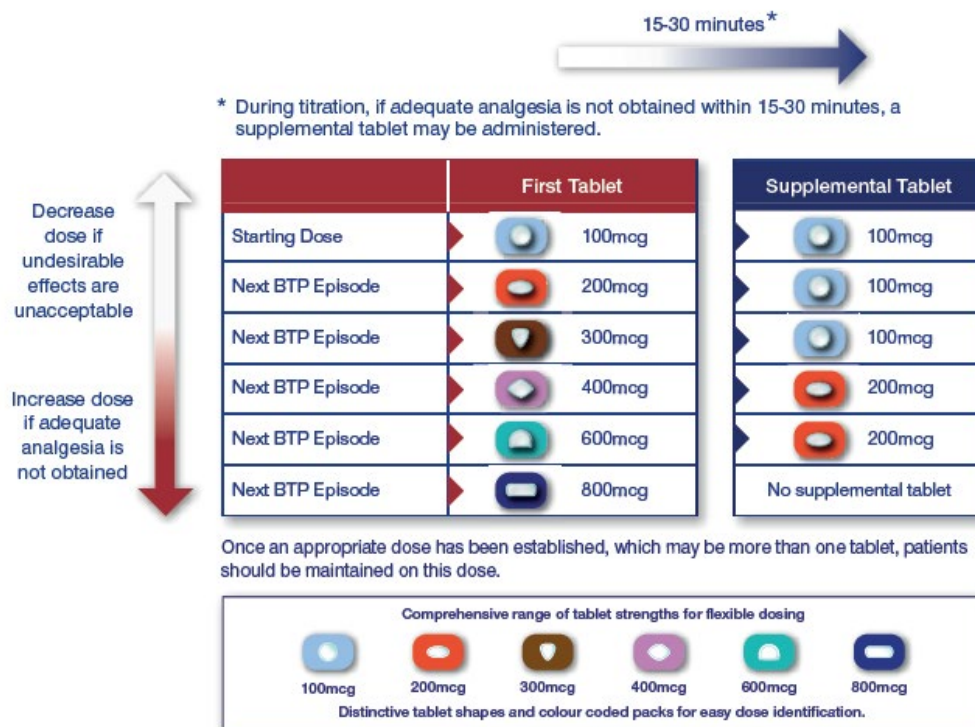 15-30 minutes*
* During titration, if adequate analgesia is not obtained within 15-30 minutes, a
supplemental tablet may be administered.
Decrease
dose if
undesirable
effects are
unacceptable
Increase dose
if adequate
analgesia is
not obtained
First Tablet Supplemental Tablet
Starting Dose 100mcg 100mcg
Next BTP Episode 200mcg 100mcg
Next BTP Episode 300mcg 100mcg
Next BTP Episode 400mcg 200mcg
Next BTP Episode 600mcg 200mcg
Next BTP Episode 800mcg No supplemental tablet
Once an appropriate dose has been established, which may be more than one tablet, patients
should be maintained on this dose.
Comprehensive range of tablet strengths for flexible dosing
100mcg 200mcg 300mcg 400mcg 600mcg 800mcg
Distinctive tablet shapes and colour coded packs for easy dose identification.